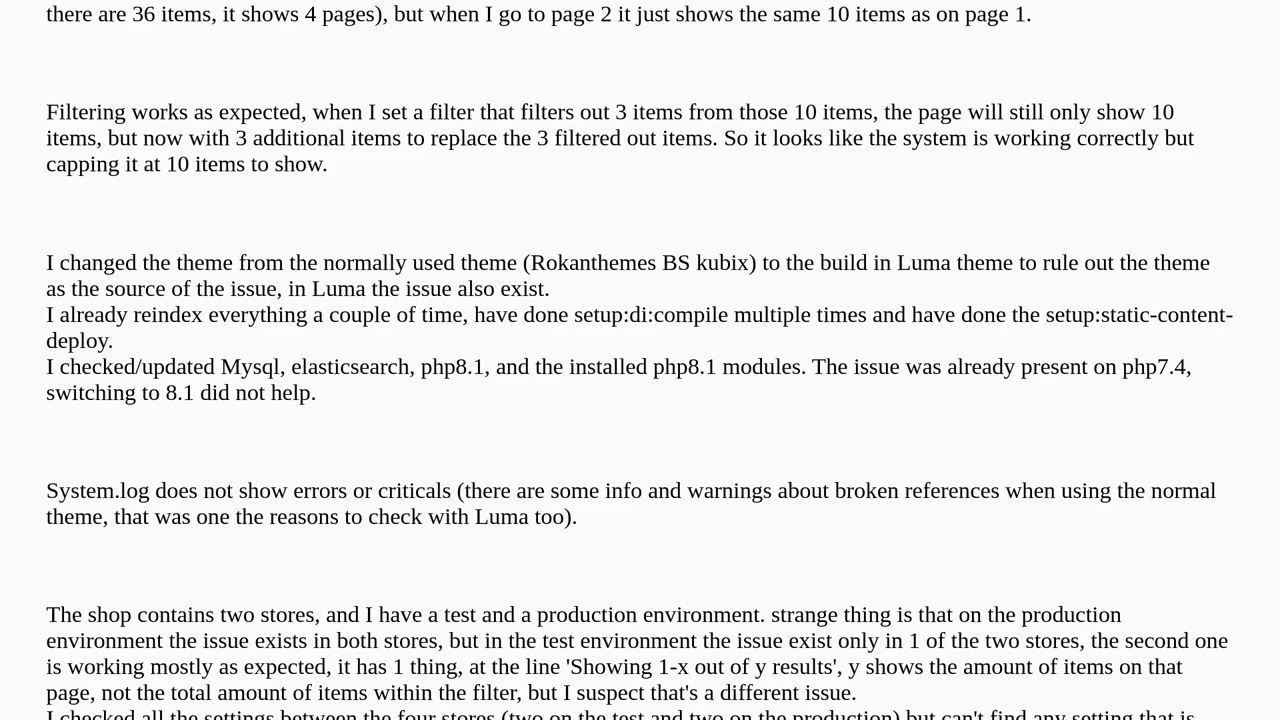 there are 36 items, it shows 4 pages), but when I go to page 2 it just shows the same 10 items as on page 1.
Filtering works as expected, when I set a filter that filters out 3 items from those 10 items, the page will still only show 10
items, but now with 3 additional items to replace the 3 filtered out items. So it looks like the system is working correctly but
capping it at 10 items to show.
I changed the theme from the normally used theme (Rokanthemes BS kubix) to the build in Luma theme to rule out the theme
as the source of the issue, in Luma the issue also exist.
I already reindex everything a couple of time, have done setup:di:compile multiple times and have done the setup:static-content-
deploy.
I checked/updated Mysql, elasticsearch, php8.1, and the installed php8.1 modules. The issue was already present on php7.4,
switching to 8.1 did not help.
System.log does not show errors or criticals (there are some info and warnings about broken references when using the normal
theme, that was one the reasons to check with Luma too).
The shop contains two stores, and I have a test and a production environment. strange thing is that on the production
environment the issue exists in both stores, but in the test environment the issue exist only in 1 of the two stores, the second one
is working mostly as expected, it has 1 thing, at the line 'Showing 1-x out of y results', y shows the amount of items on that
page, not the total amount of items within the filter, but I suspect that's a different issue.
I checked all the settings between the four stores (two on the test and two on the production) but can't find any setting that is